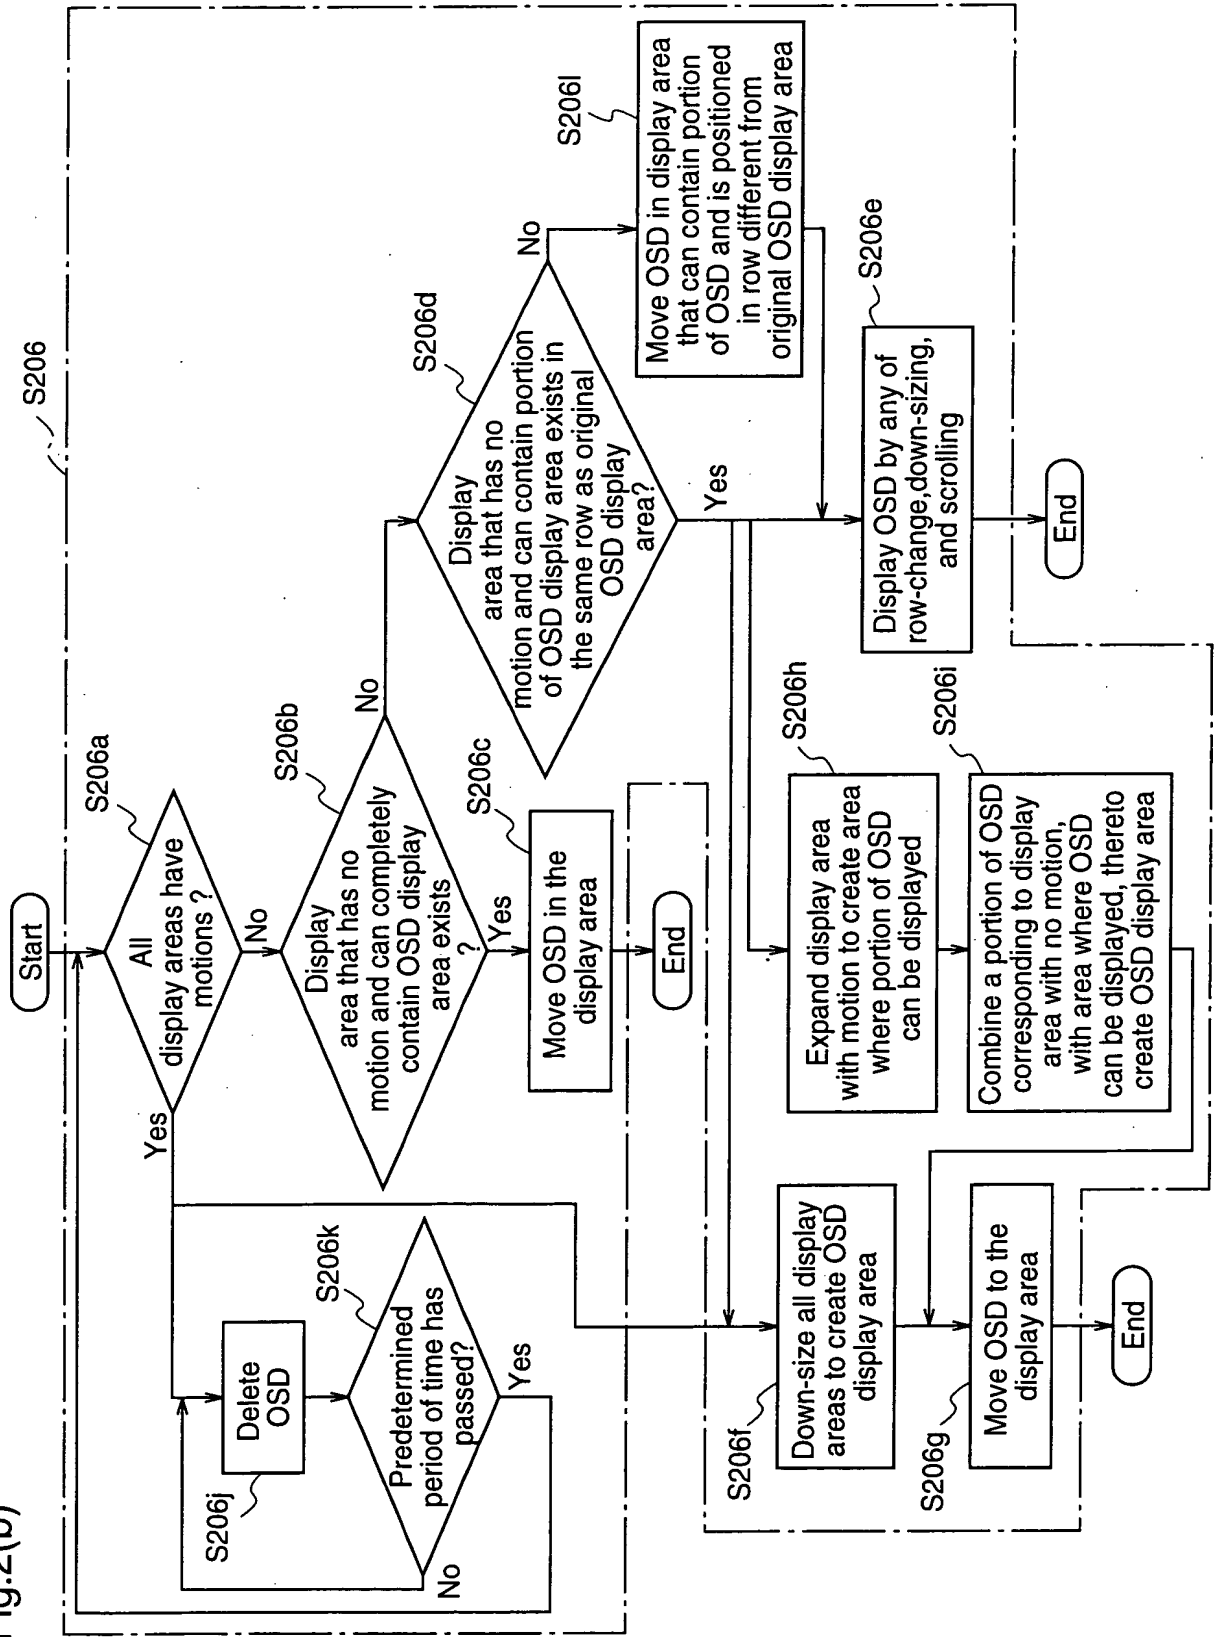 Fig.2(b)
S206
Start
S206a
All
display areas have
motions ?
Yes
No
S206b
Display
area that has no
motion and can completely
contain OSD display
area exists
?
No
Yes
S206c
Move OSD in the
display area
End
S206d
Display
area that has no
motion and can contain portion
of OSD display area exists in
the same row as original
OSD display
area?
No
Yes
S206l
Move OSD in display area
that can contain portion
of OSD and is positioned
in row different from
original OSD display area
S206e
Display OSD by any of
row-change,down-sizing,
and scrolling
End
S206j
Delete
OSD
S206k
Predetermined
period of time has
passed?
No
Yes
S206h
Expand display area
with motion to create area
where portion of OSD
can be displayed
S206i
Combine a portion of OSD
corresponding to display
area with no motion,
with area where OSD
can be displayed, thereto
create OSD display area
S206f
Down-size all display
areas to create OSD
display area
S206g
Move OSD to the
display area
End